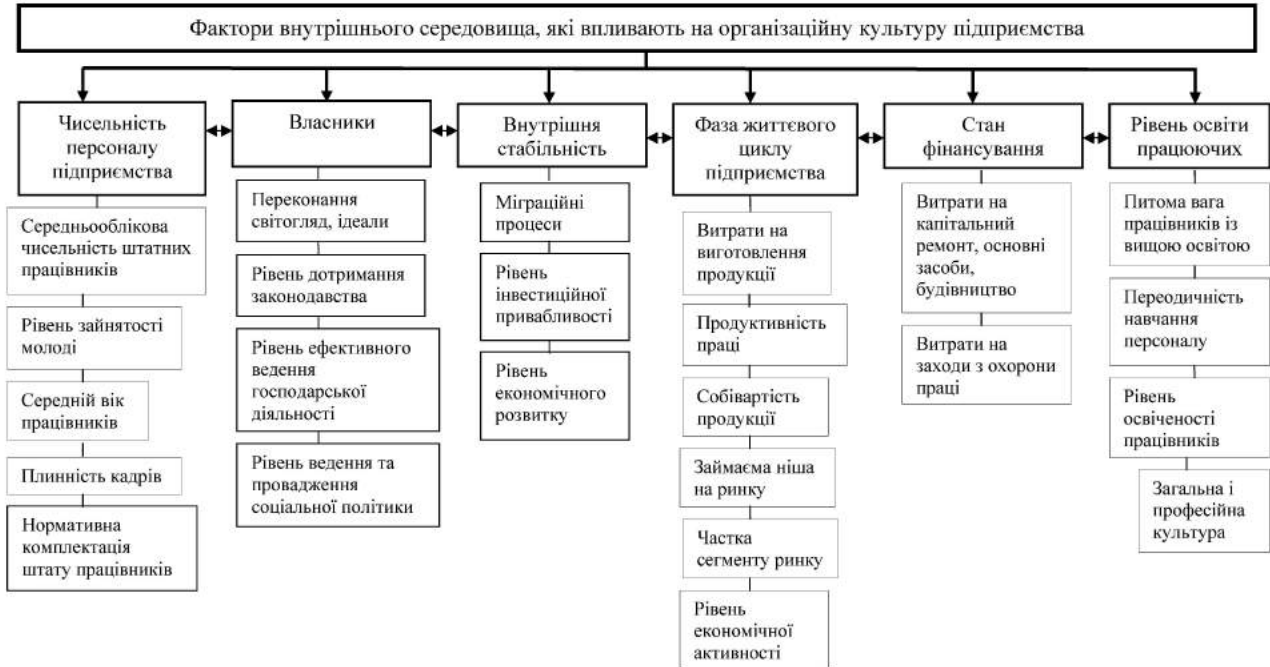 Фактори внутрішнього середовища, які впливають на організаційну культуру підприємства
Чисельність
персоналу
підприємства
Середньооблікова
чисельність штатних
працівників
Рівень зайнятості
молоді
Середній вік
працівників
Плинність кадрів
Нормативна
комплектація
штату працівників
Власники
Переконання
світогляд, ідеали
Рівень дотримання
законодавства
Рівень ефективного
ведення
господарської
діяльності
Рівень ведення та
провадження
соціальної політики
Внутрішня
стабільність
Міграційні
процеси
Рівень
інвестиційної
привабливості
Рівень
економічного
розвитку
Фаза життєвого
циклу
підприємства
Витрати на
виготовлення
продукції
Продуктивність
праці
Собівартість
продукції
Займаєма ніша
на ринку
Частка
сегменту ринку
Рівень
економічної
активності
Стан
фінансування
Витрати на
капітальний
ремонт, основні
засоби,
будівництво
Витрати на
заходи з охорони
праці
Рівень освіти
працюючих
Питома вага
працівників із
вищою освітою
Переодичність
навчання
персоналу
Рівень
освіченості
працівників
Загальна і
професійна
культура